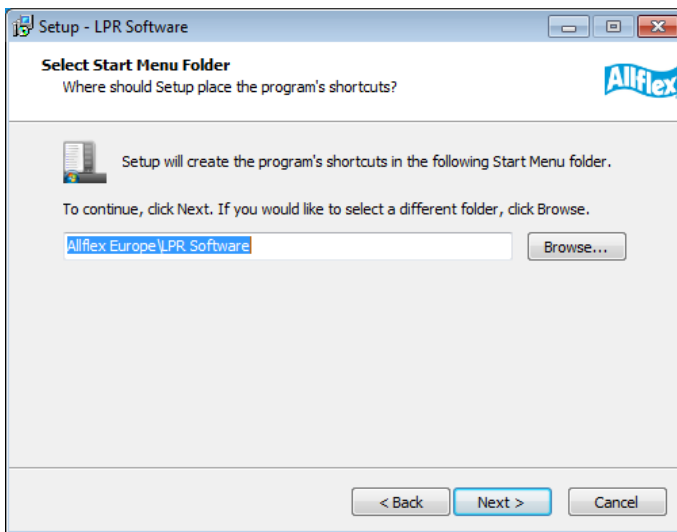 Setup - LPR Software
Select Start Menu Folder
Where should Setup place the program's shortcuts?
Allflex
Setup will create the program's shortcuts in the following Start Menu folder.
To continue, click Next. If you would like to select a different folder, click Browse.
Allflex Europe\LPR Software
Browse...
< Back
Next >
Cancel